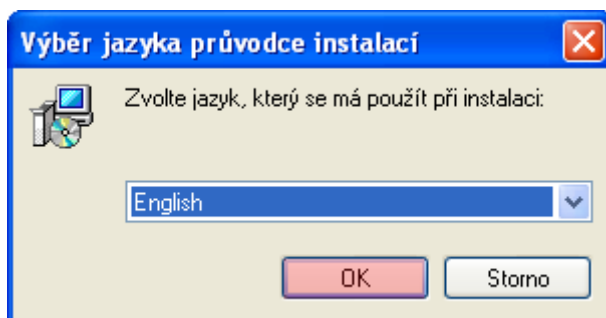 Výběr jazyka průvodce instalací
Zvolte jazyk, který se má použít při instalaci:
English
OK
Storno